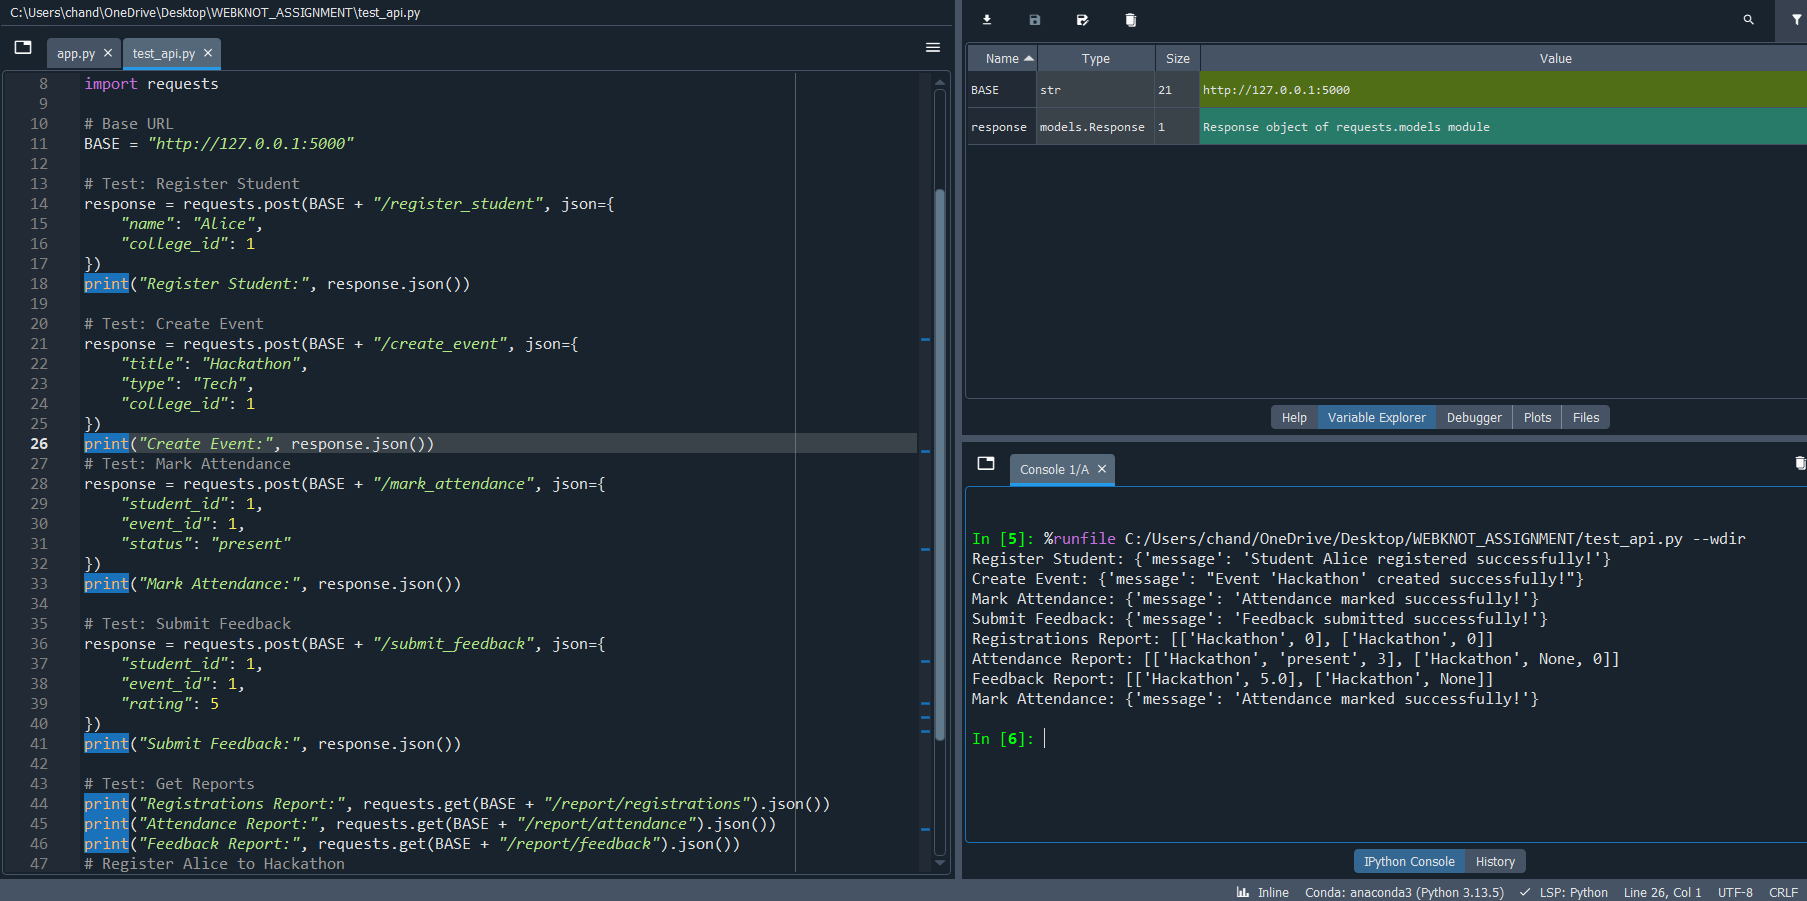 C:\Users\chand\OneDrive\Desktop\WEBKNOT_ASSIGNMENT\test_api.py
app.py
test_api.py
8 import requests
9
10 # Base URL
11 BASE = "http://127.0.0.1:5000"
12
13 # Test: Register Student
14 response = requests.post(BASE + "/register_student", json={
15     "name": "Alice",
16     "college_id": 1
17 })
18 print("Register Student:", response.json())
19
20 # Test: Create Event
21 response = requests.post(BASE + "/create_event", json={
22     "title": "Hackathon",
23     "type": "Tech",
24     "college_id": 1
25 })
26 print("Create Event:", response.json())
27 # Test: Mark Attendance
28 response = requests.post(BASE + "/mark_attendance", json={
29     "student_id": 1,
30     "event_id": 1,
31     "status": "present"
32 })
33 print("Mark Attendance:", response.json())
34
35 # Test: Submit Feedback
36 response = requests.post(BASE + "/submit_feedback", json={
37     "student_id": 1,
38     "event_id": 1,
39     "rating": 5
40 })
41 print("Submit Feedback:", response.json())
42
43 # Test: Get Reports
44 print("Registrations Report:", requests.get(BASE + "/report/registrations").json())
45 print("Attendance Report:", requests.get(BASE + "/report/attendance").json())
46 print("Feedback Report:", requests.get(BASE + "/report/feedback").json())
47 # Register Alice to Hackathon
Name Type Size Value
BASE str 21 http://127.0.0.1:5000
response models.Response 1 Response object of requests.models module
Help Variable Explorer Debugger Plots Files
Console 1/A
In [5]: %runfile C:/Users/chand/OneDrive/Desktop/WEBKNOT_ASSIGNMENT/test_api.py --wdir
Register Student: {'message': 'Student Alice registered successfully!'}
Create Event: {'message': "Event 'Hackathon' created successfully!"}
Mark Attendance: {'message': 'Attendance marked successfully!'}
Submit Feedback: {'message': 'Feedback submitted successfully!'}
Registrations Report: [['Hackathon', 0], ['Hackathon', 0]]
Attendance Report: [['Hackathon', 'present', 3], ['Hackathon', None, 0]]
Feedback Report: [['Hackathon', 5.0], ['Hackathon', None]]
Mark Attendance: {'message': 'Attendance marked successfully!'}
In [6]:
IPython Console History
Inline Conda: anaconda3 (Python 3.13.5) LSP: Python Line 26, Col 1 UTF-8 CRLF